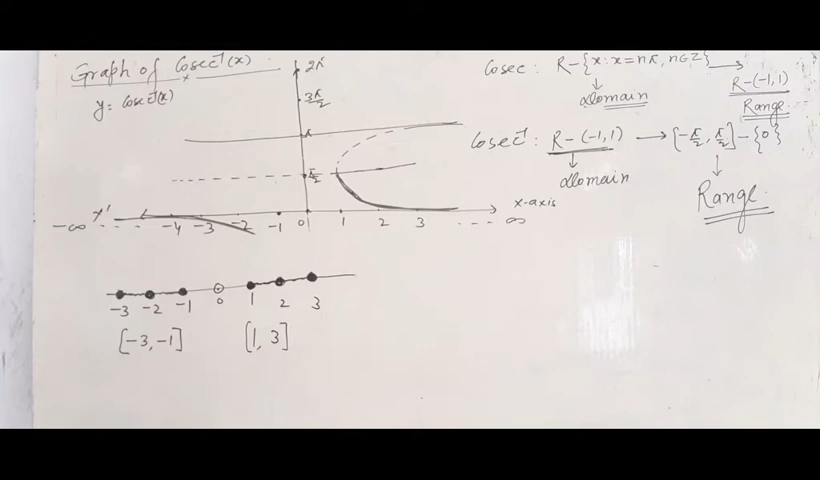 Graph of Cosec⁻¹(x)
y = Cosec⁻¹(x)
2π
3π/2
π
π/2
x-axis
x'
-∞ -4 -3 -2 -1 0 1 2 3 ∞
-3 -2 -1 0 1 2 3
[-3, -1] [1, 3]
Cosec : R - {x : x = nπ, n∈Z} → R - (-1, 1)
Domain
Range
Cosec⁻¹ : R - (-1, 1) → [-π/2, π/2] - {0}
Domain
Range